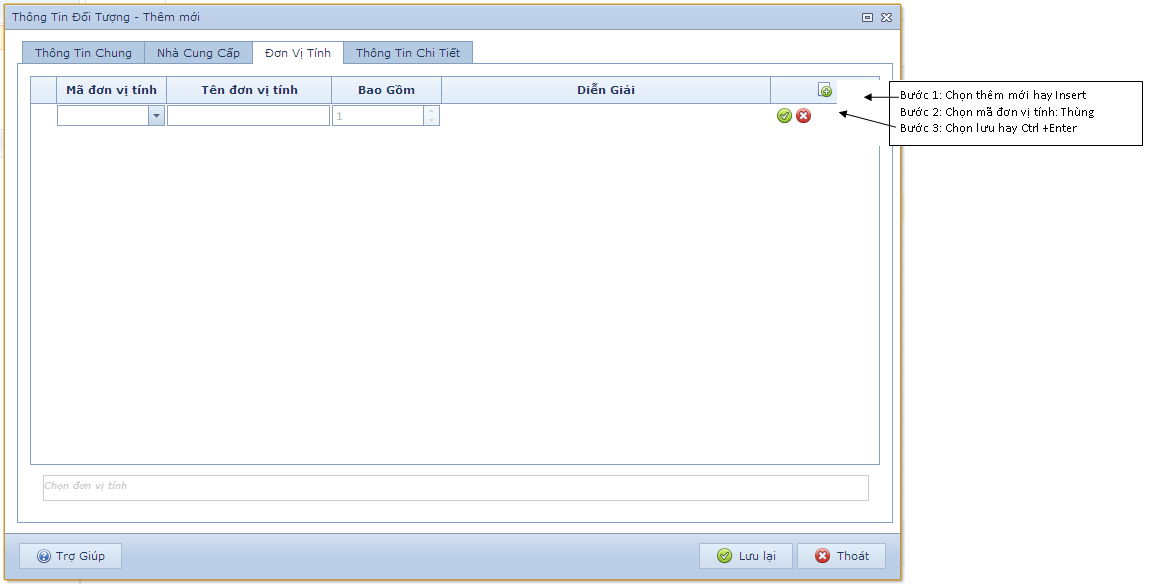 Thông Tin Đối Tượng - Thêm mới
Thông Tin Chung Nhà Cung Cấp Đơn Vị Tính Thông Tin Chi Tiết
Mã đơn vị tính Tên đơn vị tính Bao Gồm Diễn Giải
1
Bước 1: Chọn thêm mới hay Insert
Bước 2: Chọn mã đơn vị tính: Thùng
Bước 3: Chọn lưu hay Ctrl +Enter
Chọn đơn vị tính
Trợ Giúp Lưu lại Thoát